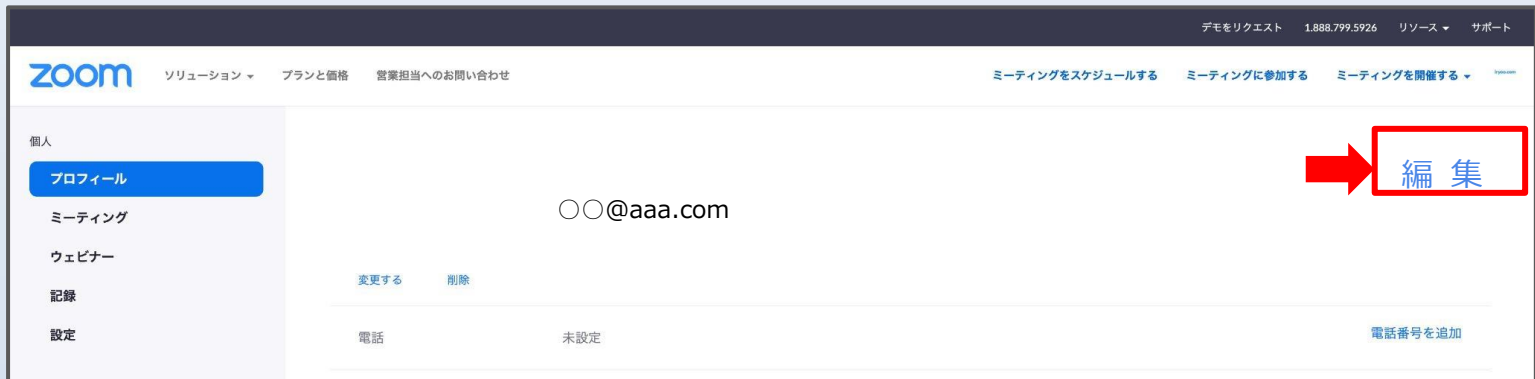 デモをリクエスト 1.888.799.5926 リソース サポート
zoom ソリューション プランと価格 営業担当へのお問い合わせ ミーティングをスケジュールする ミーティングに参加する ミーティングを開催する
個人
プロフィール
編 集
ミーティング
○○@aaa.com
ウェビナー
変更する 削除
記録
設定
電話 未設定 電話番号を追加